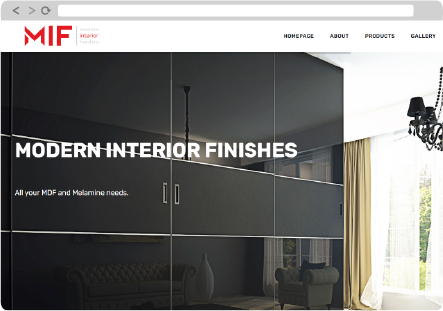 MIF
modern
interior
finishes
HOMEPAGE ABOUT PRODUCTS GALLERY
MODERN INTERIOR FINISHES
All your MDF and Melamine needs.